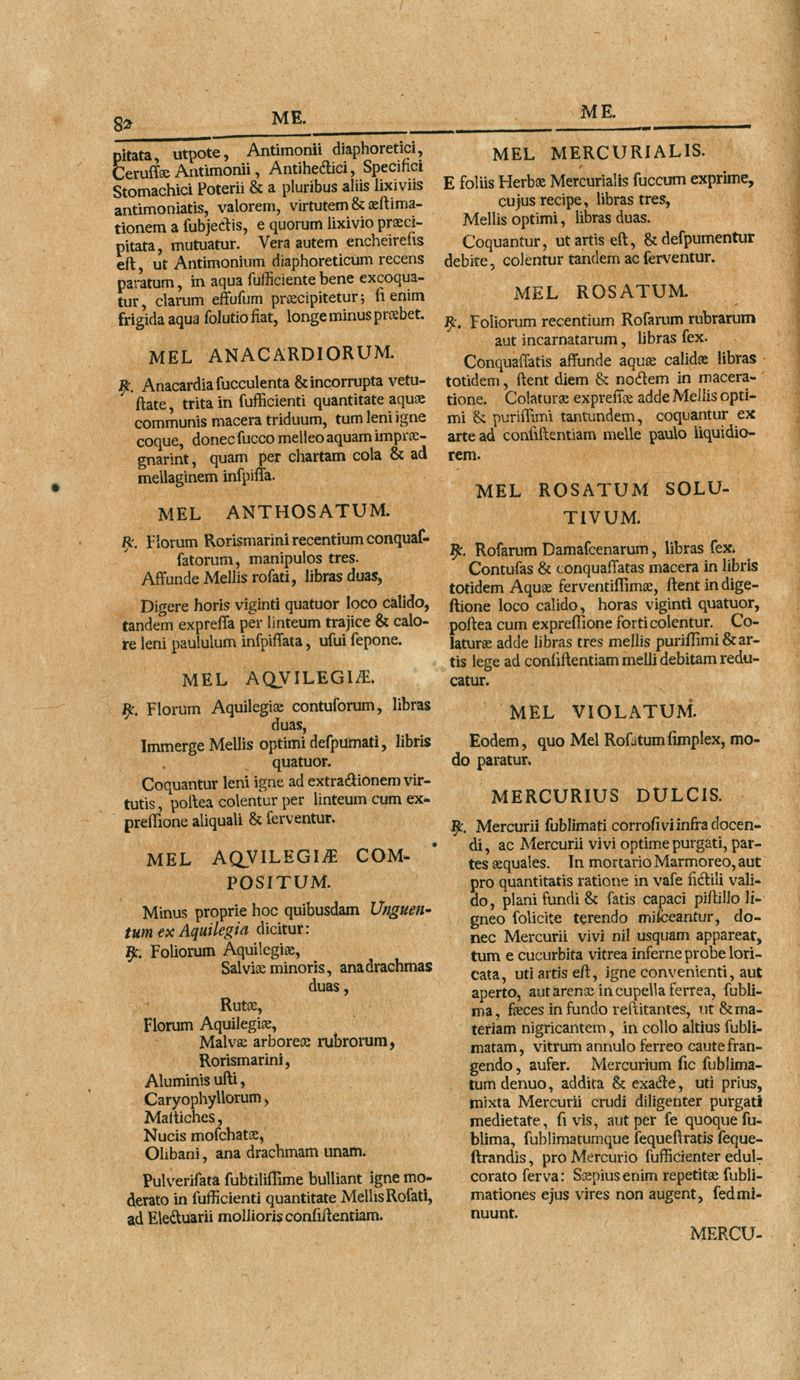 82 ME. ME.
pitata, utpote, Antimonii diaphoretici,
Ceruſſæ Antimonii, Antihectici, Specifici
Stomachici Poterii & a pluribus aliis lixiviis
antimoniatis, valorem, virtutem & æſtima-
tionem a ſubjectis, e quorum lixivio præci-
pitata, mutuatur. Vera autem encheireſis
eſt, ut Antimonium diaphoreticum recens
paratum, in aqua ſufficiente bene excoqua-
tur, clarum effuſum præcipitetur; ſi enim
frigida aqua ſolutio fiat, longe minus præbet.
MEL ANACARDIORUM.
℞. Anacardia ſucculenta & incorrupta vetu-
ſtate, trita in ſufficienti quantitate aquæ
communis macera triduum, tum leni igne
coque, donec ſucco melleo aquam impræ-
gnarint, quam per chartam cola & ad
mellaginem inſpiſſa.
MEL ANTHOSATUM.
℞. Florum Rorismarini recentium conquaſ-
ſatorum, manipulos tres.
Affunde Mellis roſati, libras duas,
Digere horis viginti quatuor loco calido,
tandem expreſſa per linteum trajice & calo-
re leni paululum inſpiſſata, uſui ſepone.
MEL AQVILEGIÆ.
℞. Florum Aquilegiæ contuſorum, libras
duas,
Immerge Mellis optimi deſpumati, libris
quatuor.
Coquantur leni igne ad extractionem vir-
tutis, poſtea colentur per linteum cum ex-
preſſione aliquali & ſerventur.
MEL AQVILEGIÆ COM-
POSITUM.
Minus proprie hoc quibusdam Unguen-
tum ex Aquilegia dicitur:
℞. Foliorum Aquilegiæ,
Salviæ minoris, ana drachmas
duas,
Rutæ,
Florum Aquilegiæ,
Malvæ arboreæ rubrorum,
Rorismarini,
Aluminis uſti,
Caryophyllorum,
Maſtiches,
Nucis moſchatæ,
Olibani, ana drachmam unam.
Pulveriſata ſubtiliſſime bulliant igne mo-
derato in ſufficienti quantitate Mellis Roſati,
ad Electuarii mollioris conſiſtentiam.
MEL MERCURIALIS.
E foliis Herbæ Mercurialis ſuccum exprime,
cujus recipe, libras tres,
Mellis optimi, libras duas.
Coquantur, ut artis eſt, & deſpumentur
debite, colentur tandem ac ſerventur.
MEL ROSATUM.
℞. Foliorum recentium Roſarum rubrarum
aut incarnatarum, libras ſex.
Conquaſſatis affunde aquæ calidæ libras
totidem, ſtent diem & noctem in macera-
tione. Colaturæ expreſſæ adde Mellis opti-
mi & puriſſimi tantundem, coquantur ex
arte ad conſiſtentiam melle paulo liquidio-
rem.
MEL ROSATUM SOLU-
TIVUM.
℞. Roſarum Damaſcenarum, libras ſex.
Contuſas & conquaſſatas macera in libris
totidem Aquæ ferventiſſimæ, ſtent in dige-
ſtione loco calido, horas viginti quatuor,
poſtea cum expreſſione forti colentur. Co-
laturæ adde libras tres mellis puriſſimi & ar-
tis lege ad conſiſtentiam melli debitam redu-
catur.
MEL VIOLATUM.
Eodem, quo Mel Roſatum ſimplex, mo-
do paratur.
MERCURIUS DULCIS.
℞. Mercurii ſublimati corroſivi infra docen-
di, ac Mercurii vivi optime purgati, par-
tes æquales. In mortario Marmoreo, aut
pro quantitatis ratione in vaſe fictili vali-
do, plani fundi & ſatis capaci piſtillo li-
gneo ſolicite terendo miſceantur, do-
nec Mercurii vivi nil usquam appareat,
tum e cucurbita vitrea inferne probe lori-
cata, uti artis eſt, igne convenienti, aut
aperto, aut arenæ in cupella ferrea, ſubli-
ma, fæces in fundo reſtitantes, ut & ma-
teriam nigricantem, in collo altius ſubli-
matam, vitrum annulo ferreo caute fran-
gendo, aufer. Mercurium ſic ſublima-
tum denuo, addita & exacte, uti prius,
mixta Mercurii crudi diligenter purgati
medietate, ſi vis, aut per ſe quoque ſu-
blima, ſublimatumque ſequeſtratis ſeque-
ſtrandis, pro Mercurio ſufficienter edul-
corato ſerva: Sæpius enim repetitæ ſubli-
mationes ejus vires non augent, ſed mi-
nuunt.
MERCU-